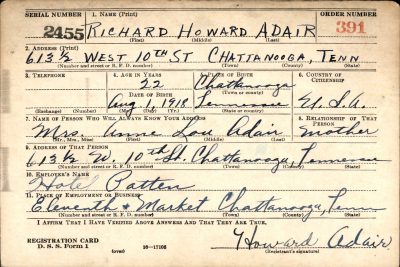 SERIAL NUMBER 1. NAME (Print) ORDER NUMBER
2455 RICHARD HOWARD ADAIR 391
(First) (Middle) (Last)
2. ADDRESS (Print)
613½ WEST 10TH ST CHATTANOOGA, TENN
(Number and street or R. F. D. number) (Town) (County) (State)
3. TELEPHONE 4. AGE IN YEARS 5. PLACE OF BIRTH 6. COUNTRY OF CITIZENSHIP
22 Chattanooga
DATE OF BIRTH (Town or county)
Aug 1, 1918 Tennessee U.S.A.
(Exchange) (Number) (Mo.) (Day) (Yr.) (State or country)
7. NAME OF PERSON WHO WILL ALWAYS KNOW YOUR ADDRESS 8. RELATIONSHIP OF THAT PERSON
Mrs. Anne Lou Adair mother
(Mr., Mrs., Miss) (First) (Middle) (Last)
9. ADDRESS OF THAT PERSON
613½ W. 10th St. Chattanooga, Tennessee
(Number and street or R. F. D. number) (Town) (County) (State)
10. EMPLOYER'S NAME
Hotel Patten
11. PLACE OF EMPLOYMENT OR BUSINESS
Eleventh & Market Chattanooga, Tenn
(Number and street or R. F. D. number) (Town) (County) (State)
I AFFIRM THAT I HAVE VERIFIED ABOVE ANSWERS AND THAT THEY ARE TRUE.
REGISTRATION CARD
D. S. S. Form 1 (over) 16—17105 Howard Adair
(Registrant's signature)